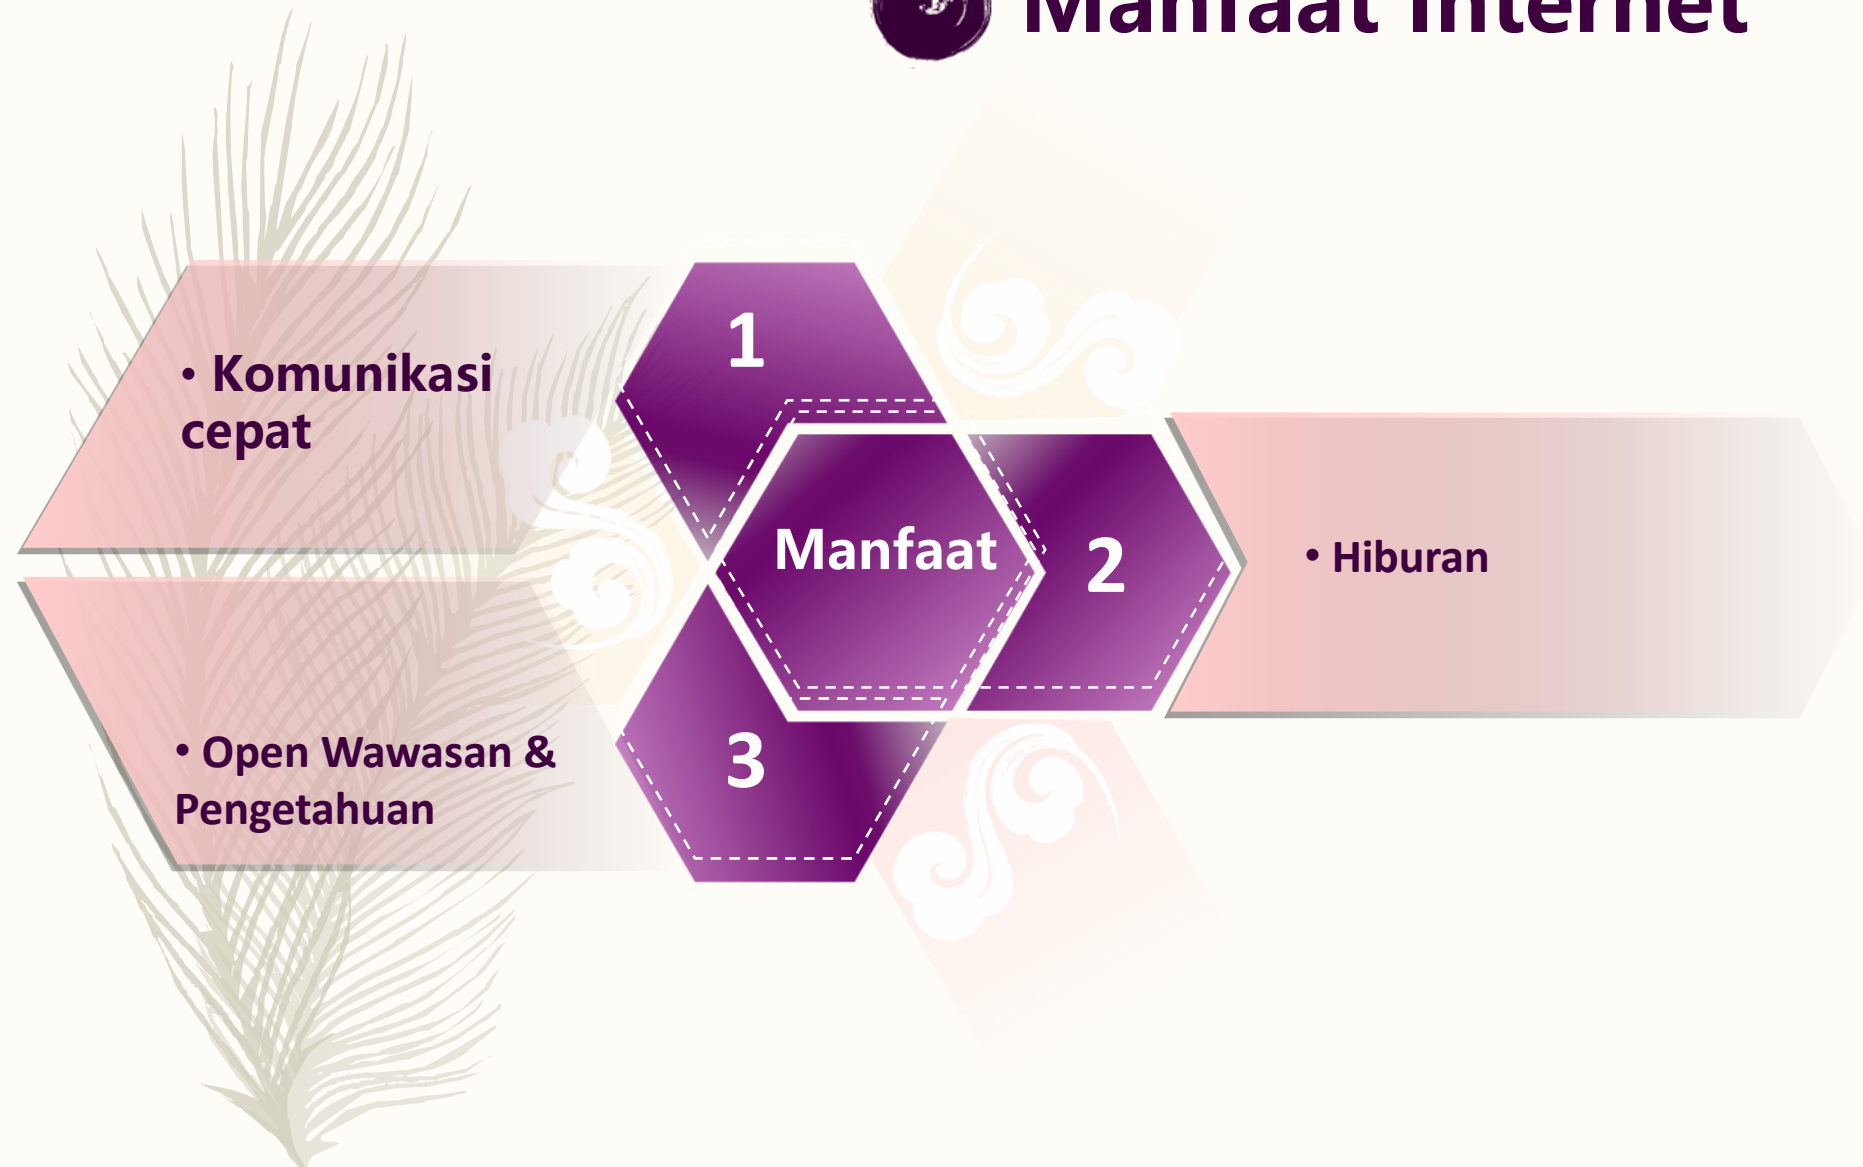 Manfaat Internet
1
• Komunikasi
cepat
Manfaat
2
• Hiburan
3
• Open Wawasan &
Pengetahuan